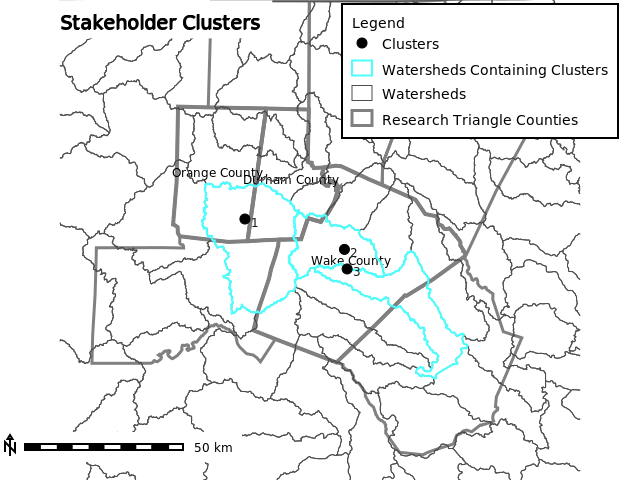 Stakeholder Clusters
Legend
Clusters
Watersheds Containing Clusters
Watersheds
Research Triangle Counties
Orange County
Durham County
1
2
Wake County
3
N
50 km